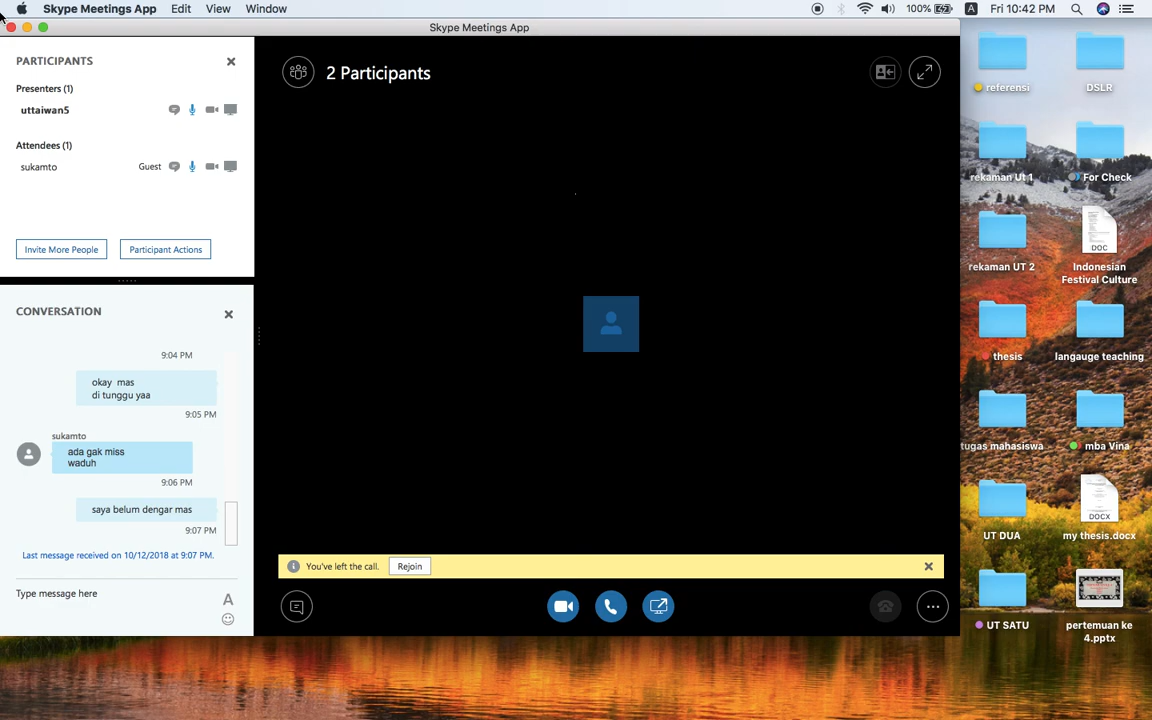 Skype Meetings App Edit View Window 100% A Fri 10:42 PM
Skype Meetings App
PARTICIPANTS
Presenters (1)
uttaiwan5
Attendees (1)
sukamto Guest
Invite More People Participant Actions
CONVERSATION
9:04 PM
okay mas
di tunggu yaa
9:05 PM
sukamto
ada gak miss
waduh
9:06 PM
saya belum dengar mas
9:07 PM
Last message received on 10/12/2018 at 9:07 PM.
Type message here
A
2 Participants
You've left the call. Rejoin
referensi
DSLR
rekaman Ut 1
For Check
DOC
rekaman UT 2
Indonesian
Festival Culture
thesis
langauge teaching
tugas mahasiswa
mba Vina
DOCX
UT DUA
my thesis.docx
UT SATU
pertemuan ke
4.pptx